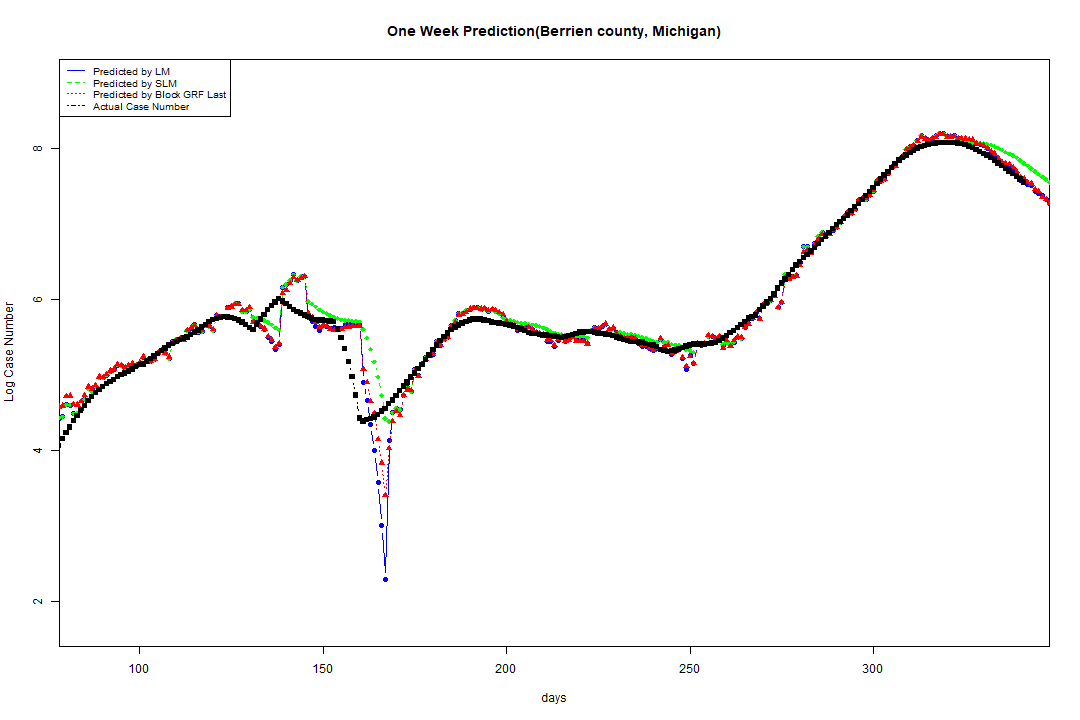 One Week Prediction(Berrien county, Michigan)
Predicted by LM
Predicted by SLM
Predicted by Block GRF Last
Actual Case Number
Log Case Number
8
6
4
2
100 150 200 250 300
days